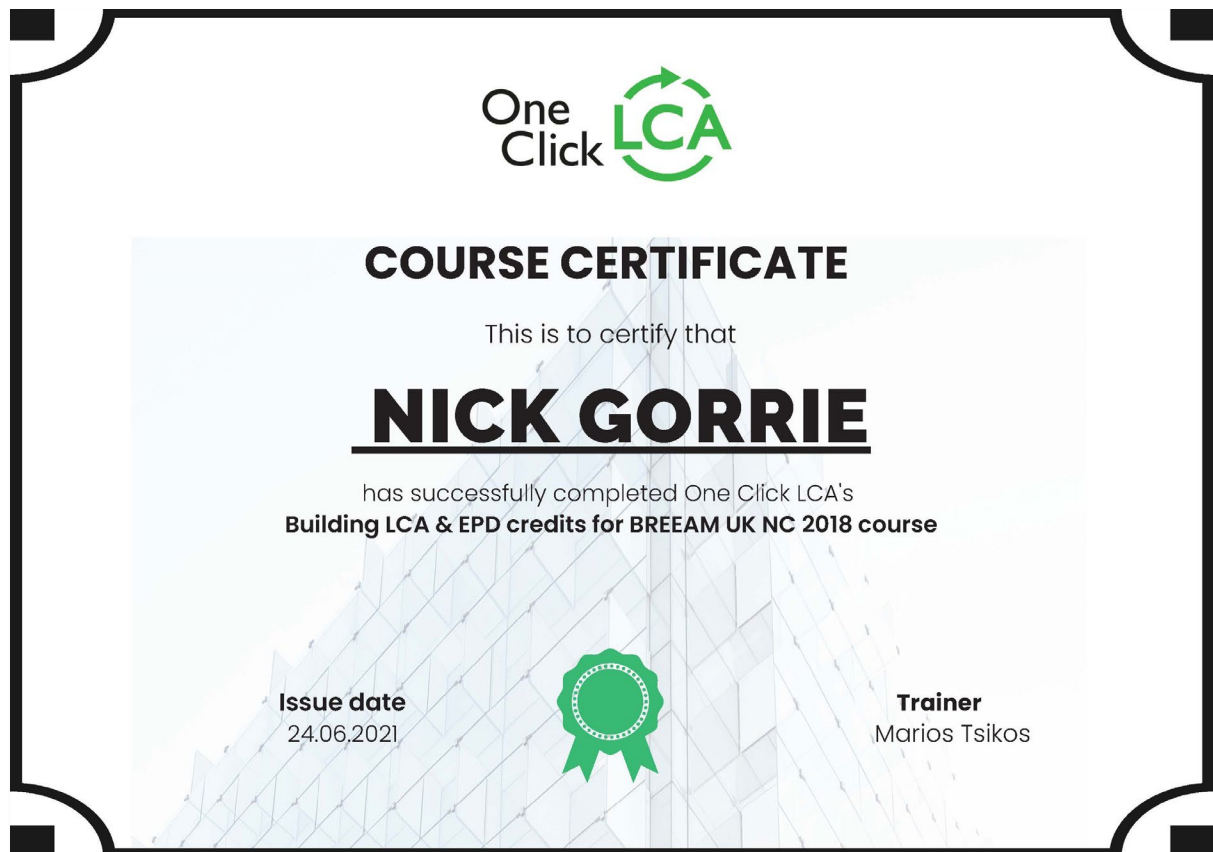 One
Click LCA
COURSE CERTIFICATE
This is to certify that
NICK GORRIE
has successfully completed One Click LCA's
Building LCA & EPD credits for BREEAM UK NC 2018 course
Issue date
24.06.2021
Trainer
Marios Tsikos